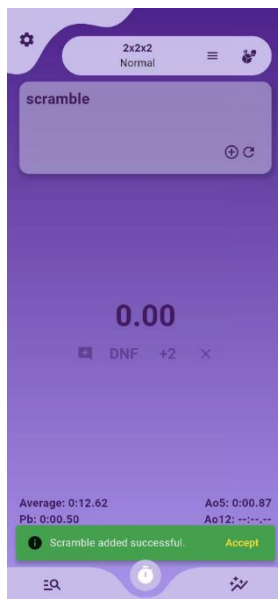 2x2x2
Normal
scramble
0.00
DNF +2
Average: 0:12.62
Ao5: 0:00.87
Pb: 0:00.50
Ao12: --:--.--
Scramble added successful.
Accept